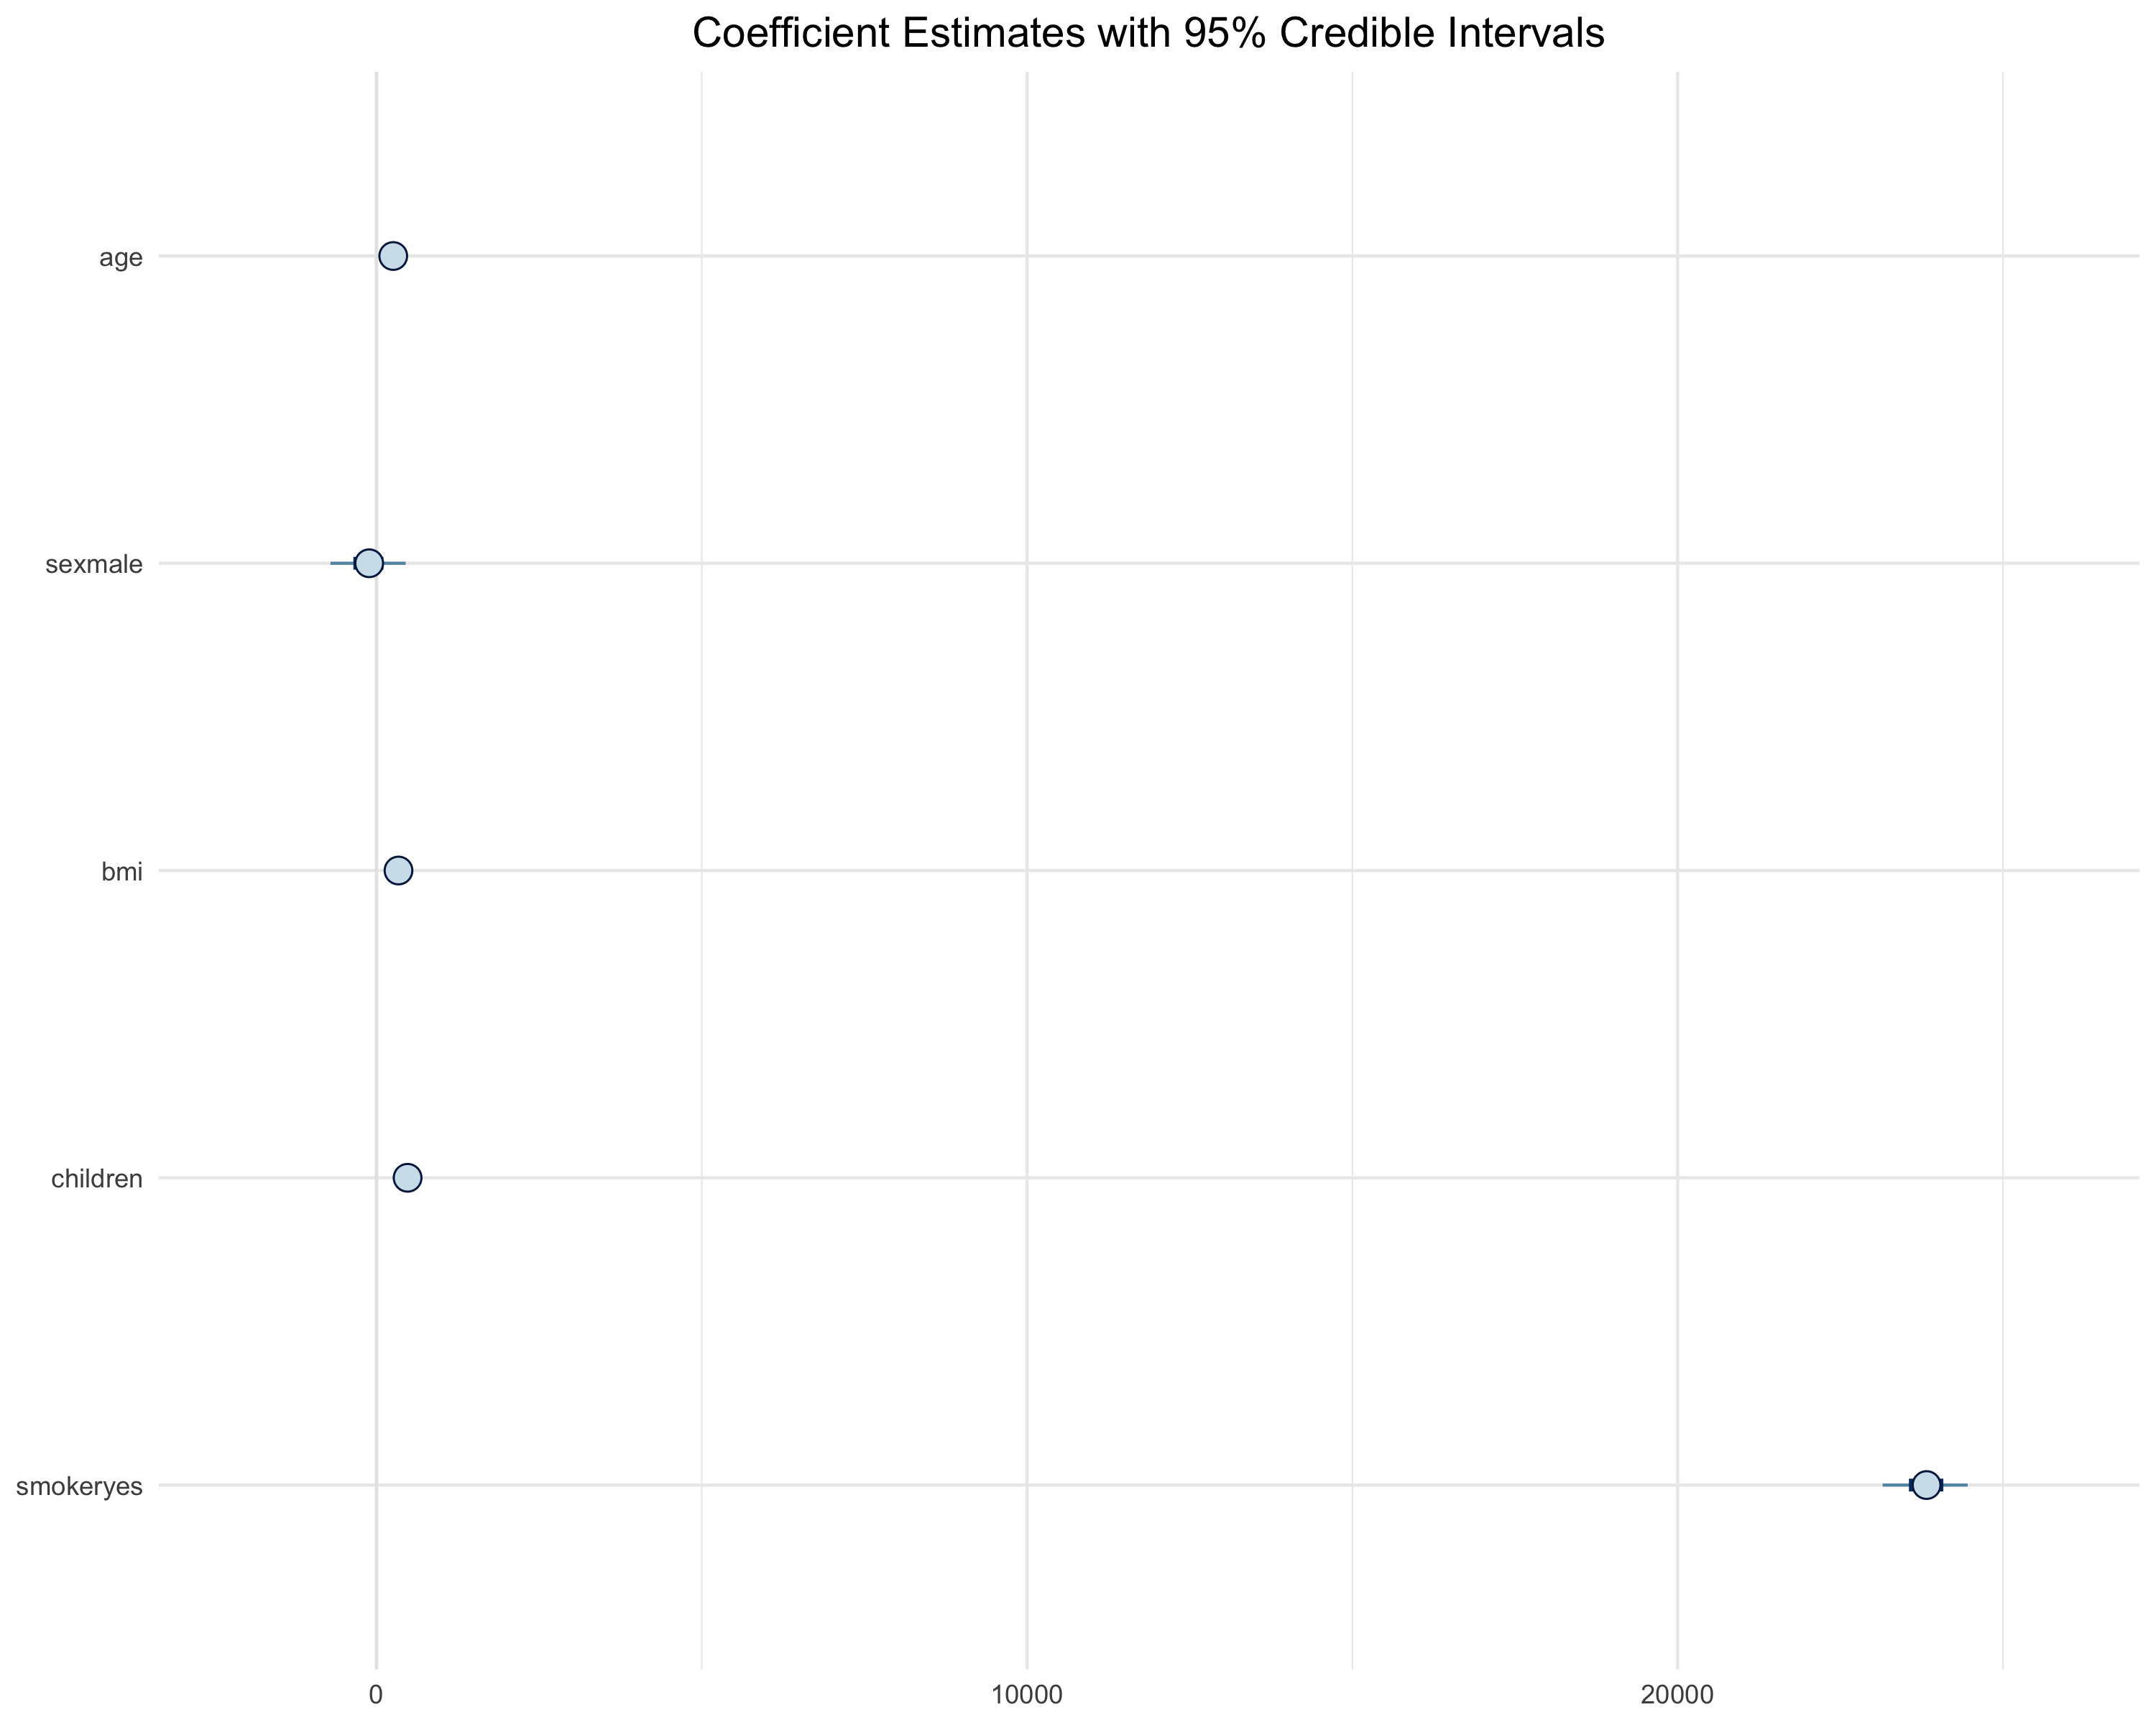 Coefficient Estimates with 95% Credible Intervals
age
sexmale
bmi
children
smokeryes
0 10000 20000